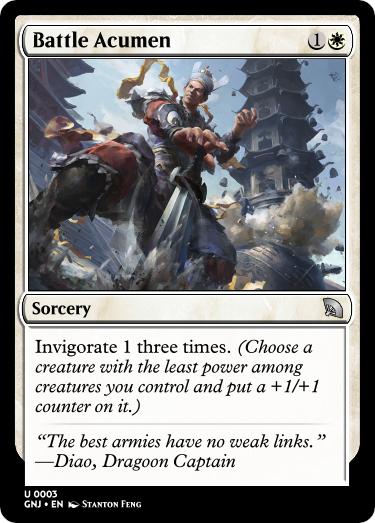 Battle Acumen 1
Sorcery
Invigorate 1 three times. (Choose a
creature with the least power among
creatures you control and put a +1/+1
counter on it.)
“The best armies have no weak links.”
—Diao, Dragoon Captain
U 0003
GNJ • EN Stanton Feng